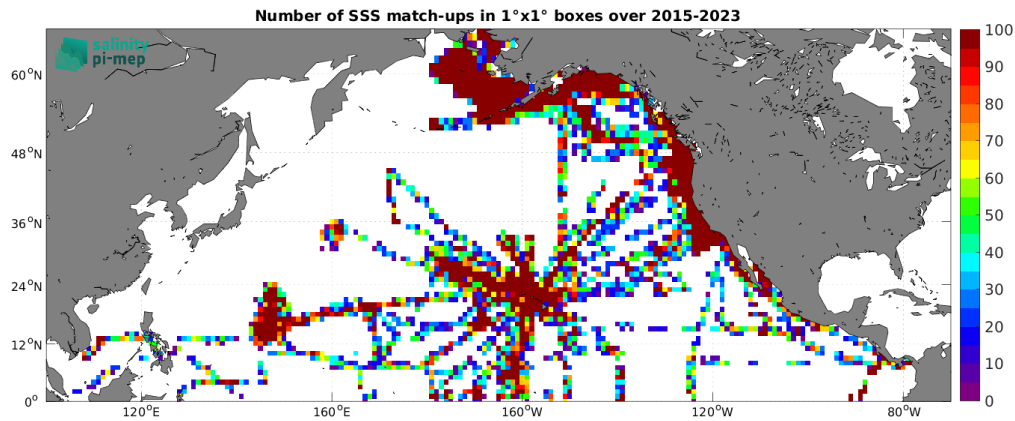 Number of SSS match-ups in 1°x1° boxes over 2015-2023
salinity
pi-mep
60°N
48°N
36°N
24°N
12°N
0°
120°E
160°E
160°W
120°W
80°W
100
90
80
70
60
50
40
30
20
10
0